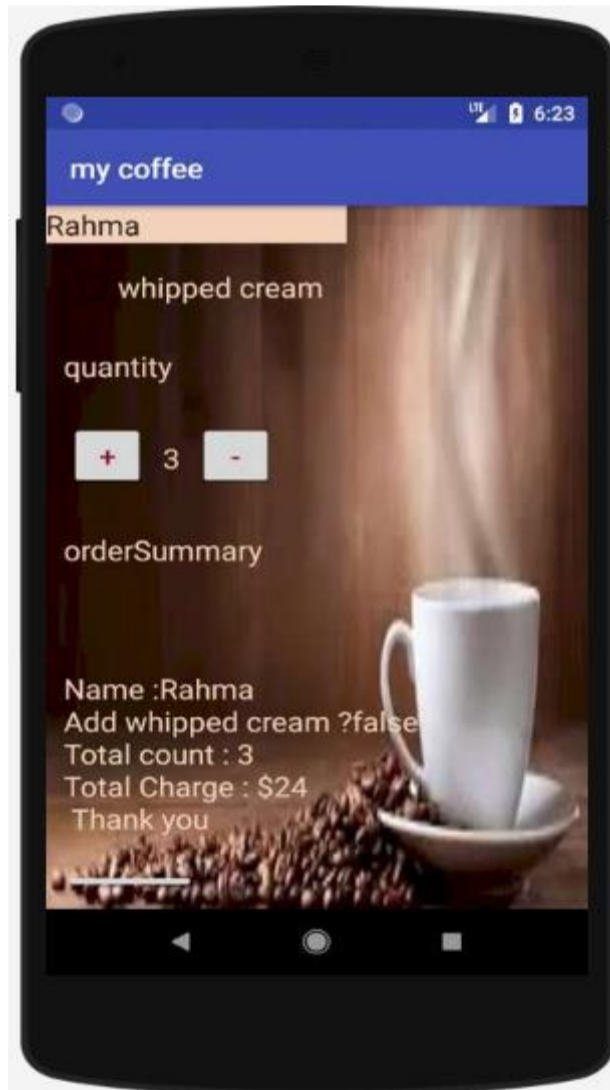 LTE 6:23
my coffee
Rahma
whipped cream
quantity
+ 3 -
orderSummary
Name :Rahma
Add whipped cream ?false
Total count : 3
Total Charge : $24
Thank you